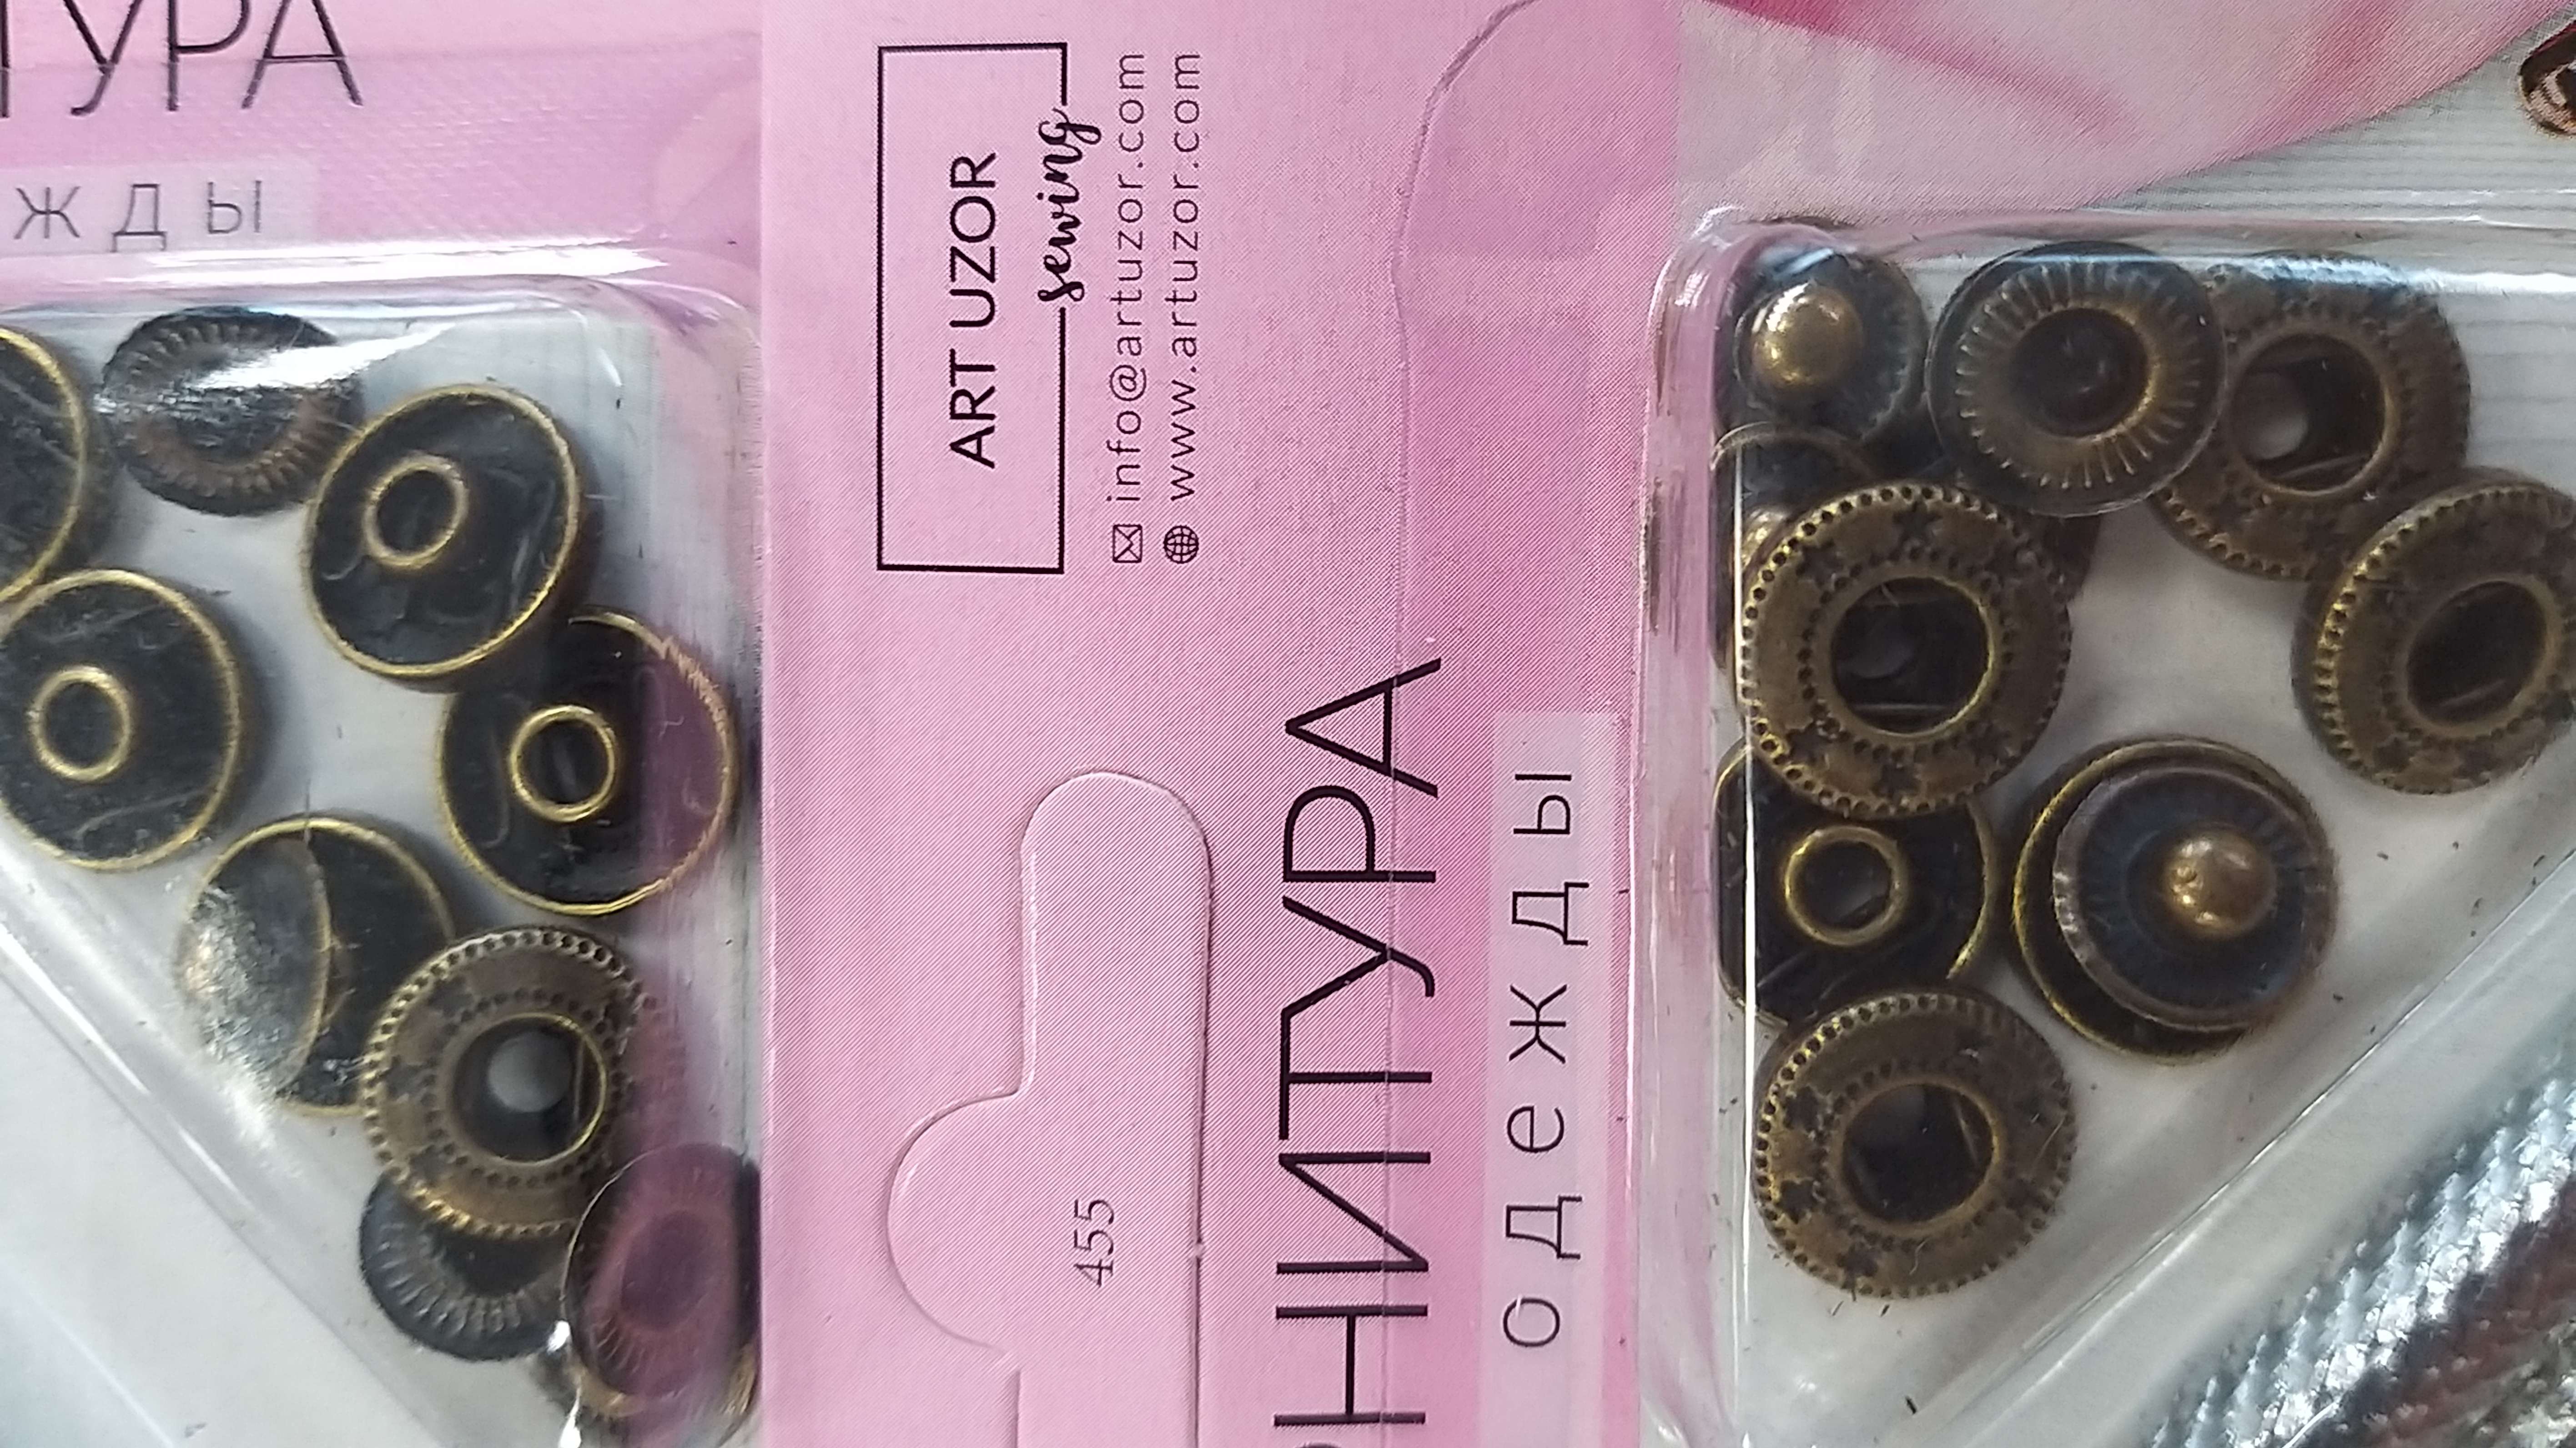 ТУРА
жды
ART UZOR
sewing
info@artuzor.com
www.artuzor.com
НИТУРА
одежды
455